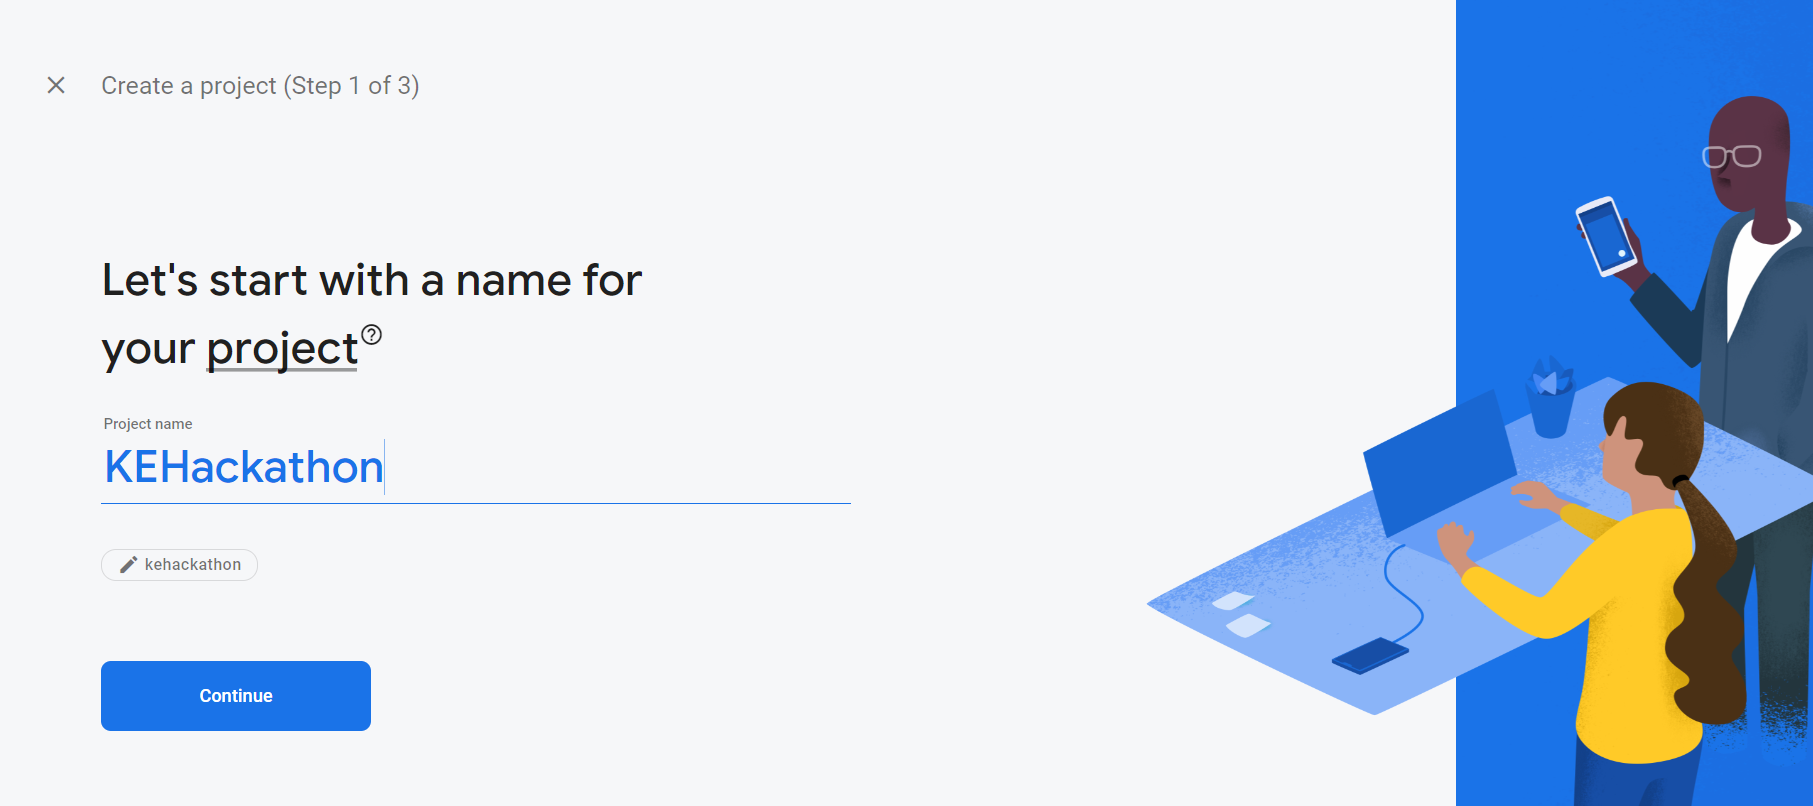 Create a project (Step 1 of 3)
Let's start with a name for
your project
Project name
KEHackathon
kehackathon
Continue